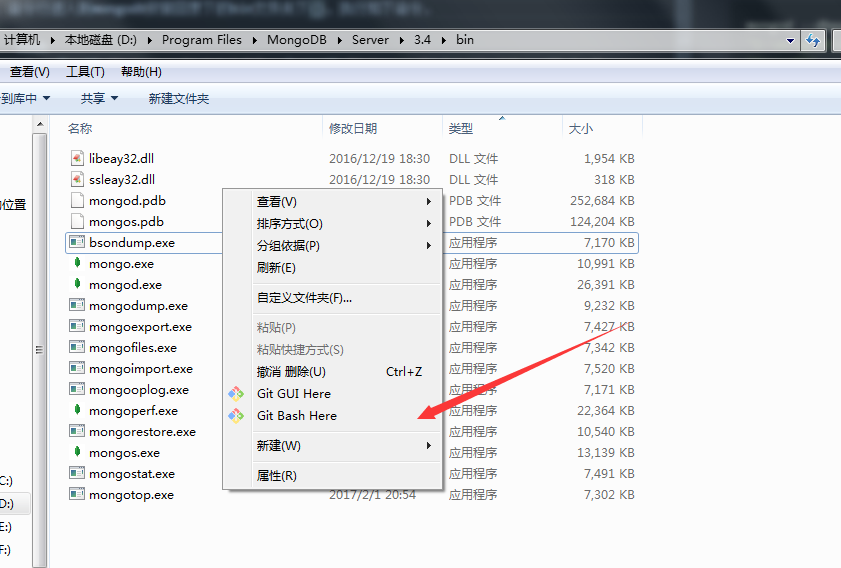 计算机 ▸ 本地磁盘 (D:) ▸ Program Files ▸ MongoDB ▸ Server ▸ 3.4 ▸ bin
查看(V) 工具(T) 帮助(H)
到库中 共享 新建文件夹
名称 修改日期 类型 大小
libeay32.dll 2016/12/19 18:30 DLL 文件 1,954 KB
ssleay32.dll 2016/12/19 18:30 DLL 文件 318 KB
mongod.pdb PDB 文件 252,684 KB
mongos.pdb PDB 文件 124,204 KB
bsondump.exe 应用程序 7,170 KB
mongo.exe 应用程序 10,991 KB
mongod.exe 应用程序 26,391 KB
mongodump.exe 应用程序 9,232 KB
mongoexport.exe 应用程序 7,427 KB
mongofiles.exe 应用程序 7,342 KB
mongoimport.exe 应用程序 7,520 KB
mongooplog.exe 应用程序 7,171 KB
mongoperf.exe 应用程序 22,364 KB
mongorestore.exe 应用程序 10,540 KB
mongos.exe 应用程序 13,139 KB
mongostat.exe 应用程序 7,491 KB
mongotop.exe 2017/2/1 20:54 应用程序 7,302 KB
查看(V)
排序方式(O)
分组依据(P)
刷新(E)
自定义文件夹(F)...
粘贴(P)
粘贴快捷方式(S)
撤消 删除(U) Ctrl+Z
Git GUI Here
Git Bash Here
新建(W)
属性(R)
位置
C:)
D:)
E:)
F:)